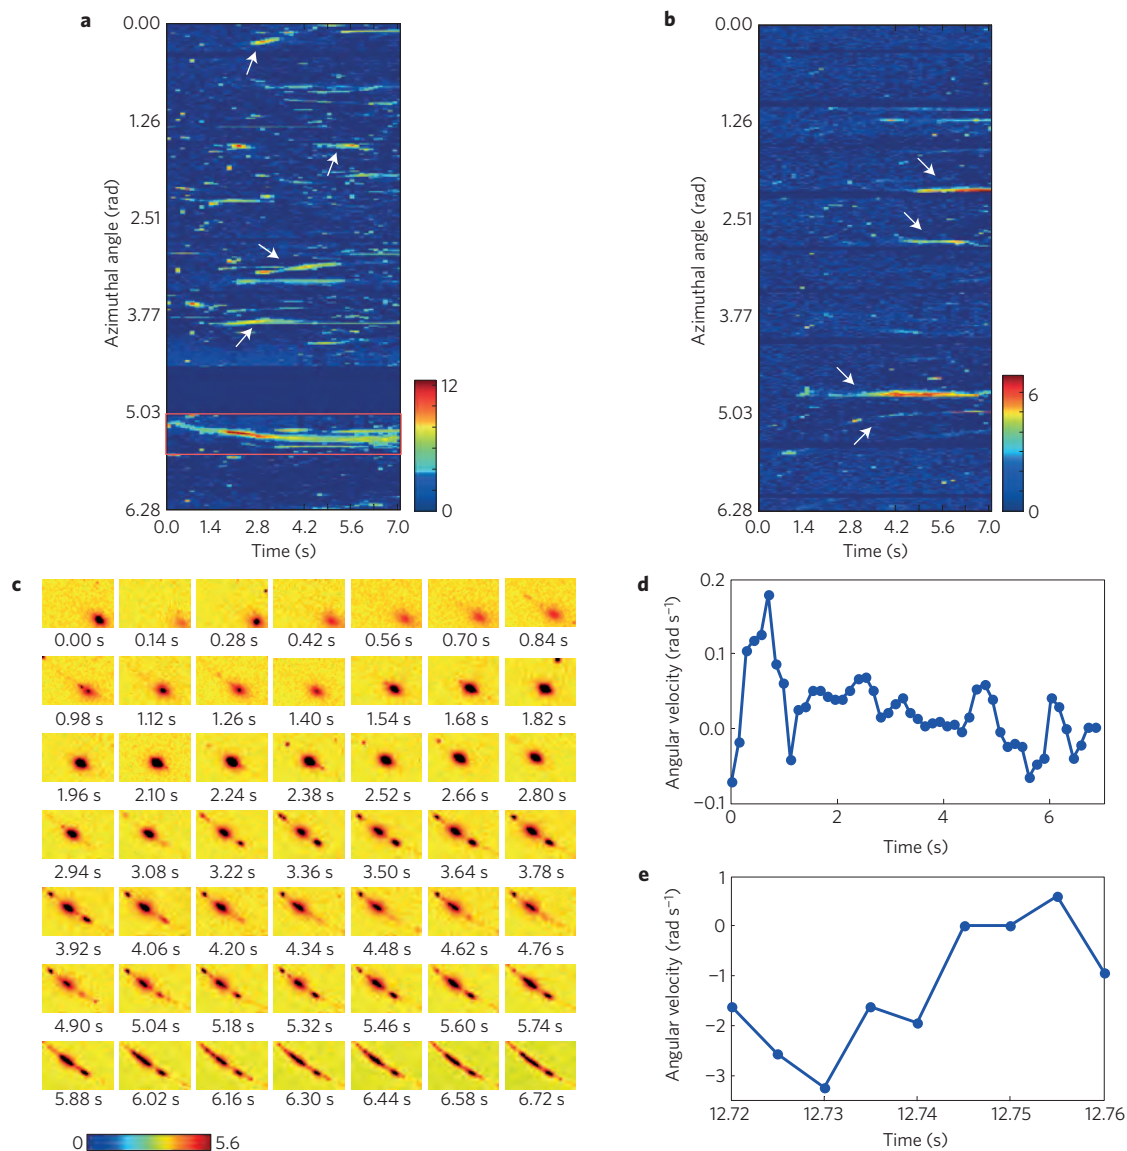 a
0.00
1.26
2.51
3.77
5.03
6.28
Azimuthal angle (rad)
0.0 1.4 2.8 4.2 5.6 7.0
Time (s)
12
0
b
0.00
1.26
2.51
3.77
5.03
6.28
Azimuthal angle (rad)
0.0 1.4 2.8 4.2 5.6 7.0
Time (s)
6
0
c
0.00 s 0.14 s 0.28 s 0.42 s 0.56 s 0.70 s 0.84 s
0.98 s 1.12 s 1.26 s 1.40 s 1.54 s 1.68 s 1.82 s
1.96 s 2.10 s 2.24 s 2.38 s 2.52 s 2.66 s 2.80 s
2.94 s 3.08 s 3.22 s 3.36 s 3.50 s 3.64 s 3.78 s
3.92 s 4.06 s 4.20 s 4.34 s 4.48 s 4.62 s 4.76 s
4.90 s 5.04 s 5.18 s 5.32 s 5.46 s 5.60 s 5.74 s
5.88 s 6.02 s 6.16 s 6.30 s 6.44 s 6.58 s 6.72 s
0 5.6
d
0.2
0.1
0.0
−0.1
Angular velocity (rad s⁻¹)
0 2 4 6
Time (s)
e
1
0
−1
−2
−3
Angular velocity (rad s⁻¹)
12.72 12.73 12.74 12.75 12.76
Time (s)